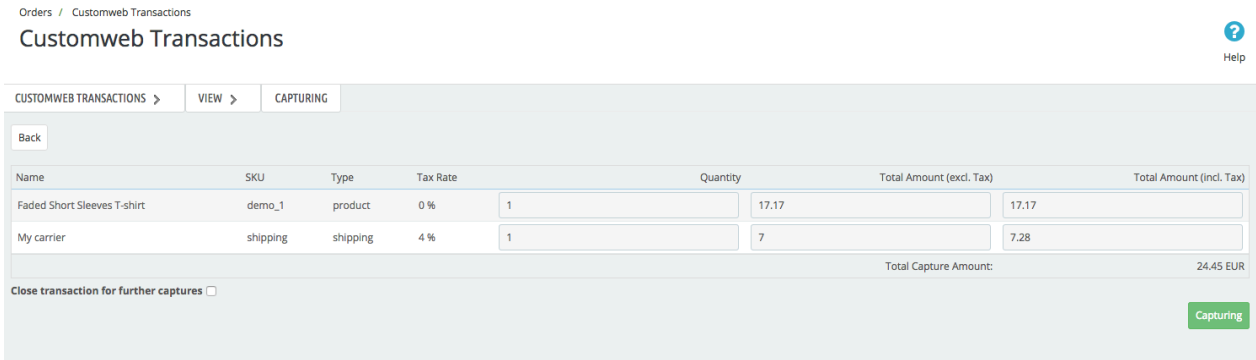 Orders / Customweb Transactions
Customweb Transactions
Help
CUSTOMWEB TRANSACTIONS > VIEW > CAPTURING
Back
Name SKU Type Tax Rate Quantity Total Amount (excl. Tax) Total Amount (incl. Tax)
Faded Short Sleeves T-shirt demo_1 product 0 % 1 17.17 17.17
My carrier shipping shipping 4 % 1 7 7.28
Total Capture Amount: 24.45 EUR
Close transaction for further captures
Capturing